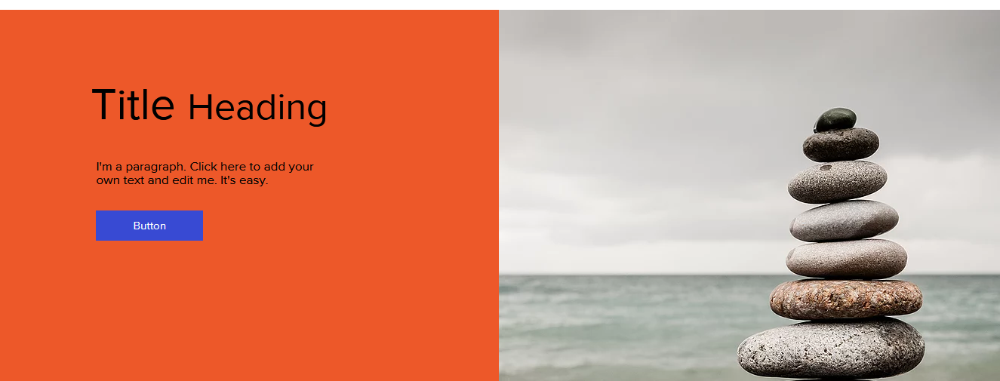 Title Heading
I'm a paragraph. Click here to add your
own text and edit me. It's easy.
Button